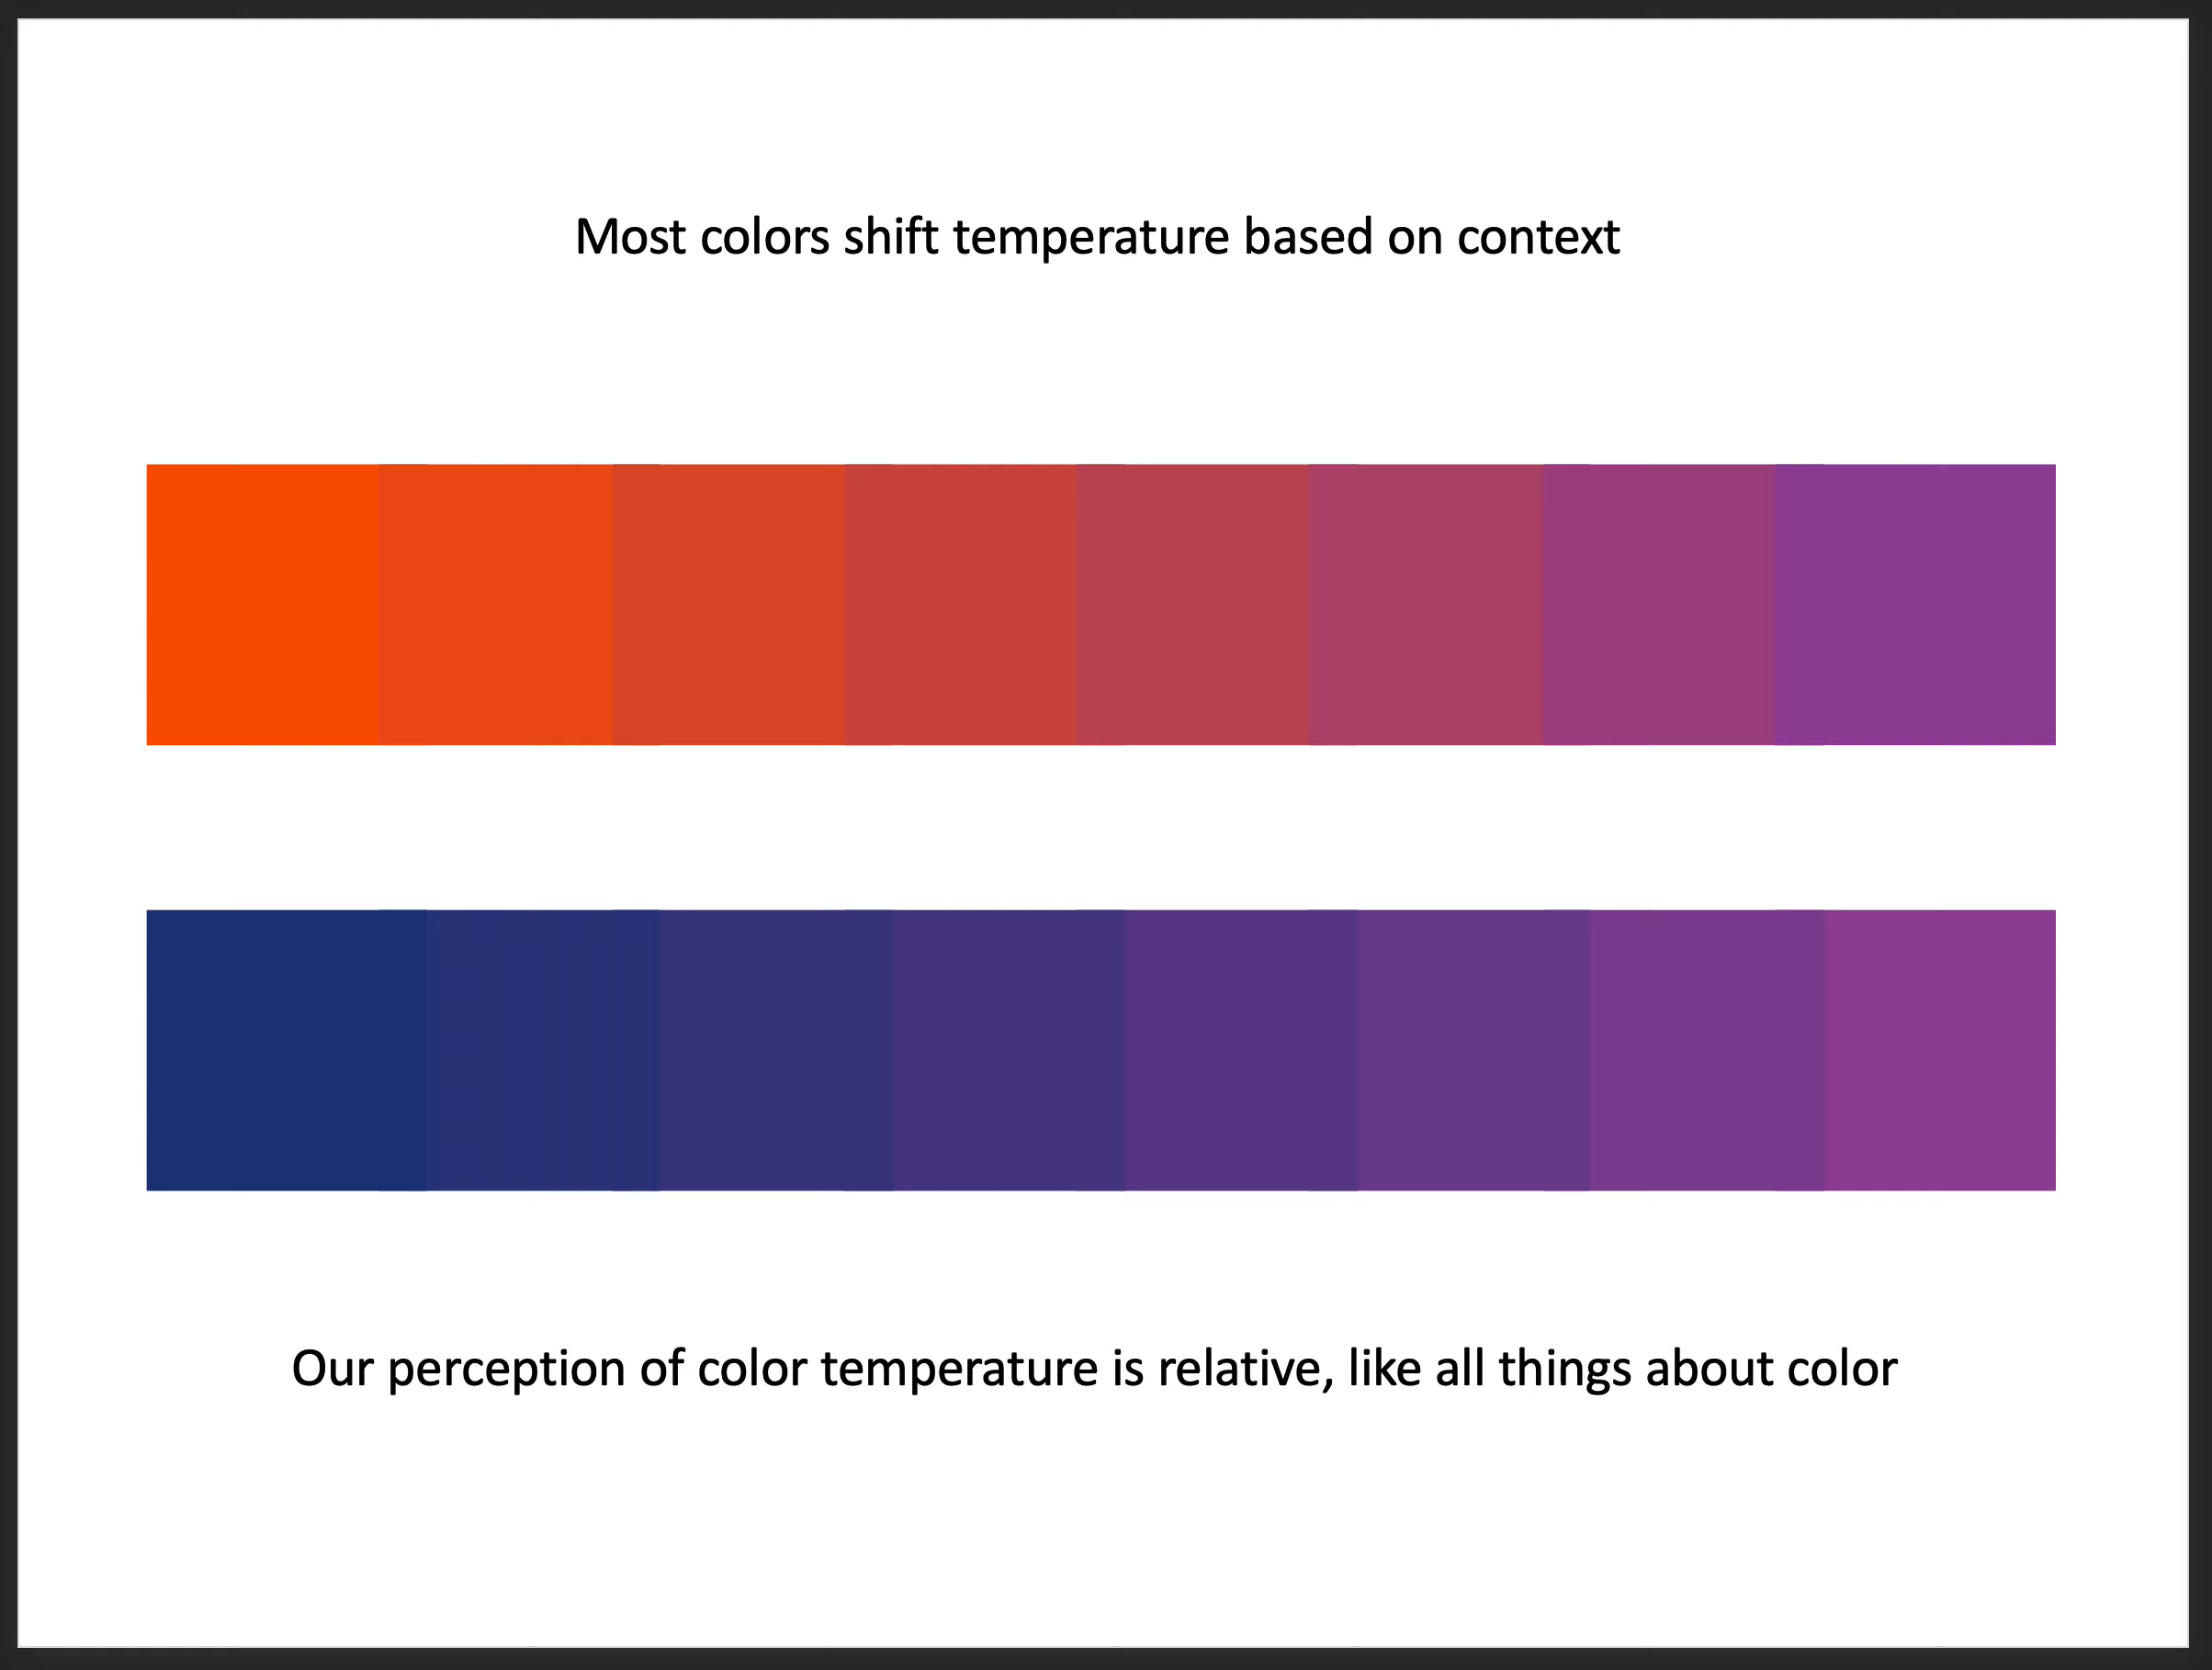 Most colors shift temperature based on context
Our perception of color temperature is relative, like all things about color